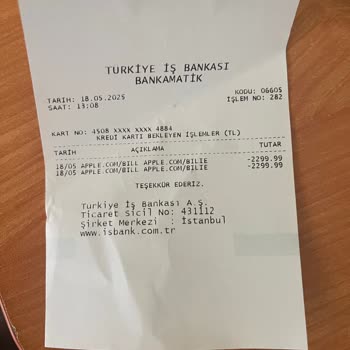 TÜRKİYE İŞ BANKASI
BANKAMATİK
TARİH: 18.05.2025 KODU: 06605
SAAT: 13:08 İŞLEM NO: 282
KART NO: 4508 XXXX XXXX 4884
KREDİ KARTI BEKLEYEN İŞLEMLER (TL)
TARİH AÇIKLAMA TUTAR
18/05 APPLE.COM/BILL APPLE.COM/BILIE -2299.99
18/05 APPLE.COM/BILL APPLE.COM/BILIE -2299.99
TEŞEKKÜR EDERİZ.
Türkiye İş Bankası A.Ş.
Ticaret Sicil No: 431112
Şirket Merkezi : İstanbul
www.isbank.com.tr